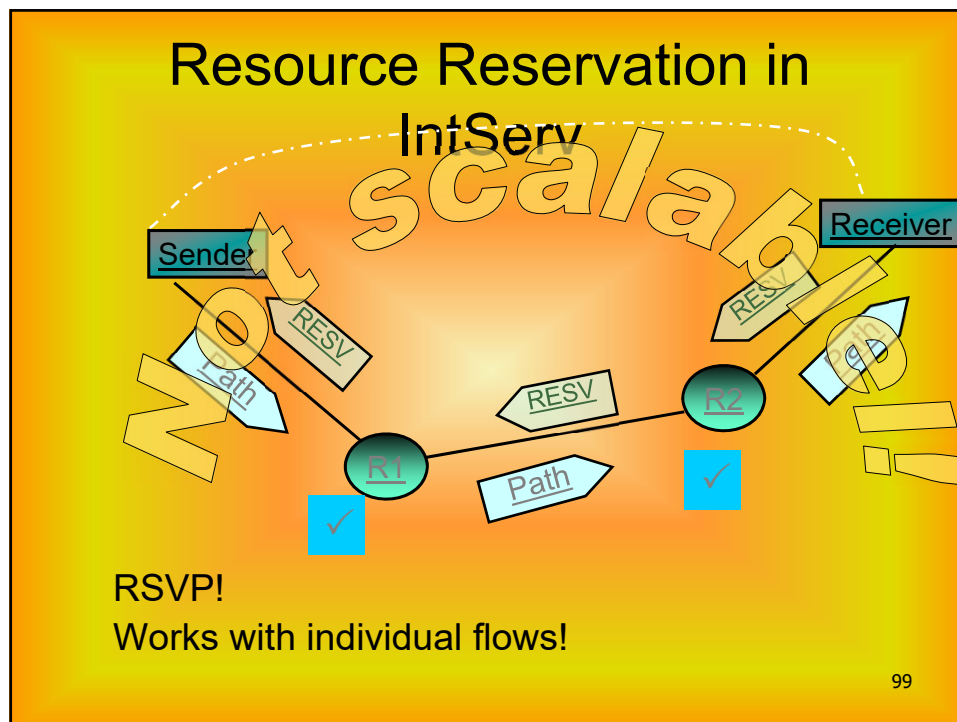 Resource Reservation in
IntServ
Not scalable!!
Sender
Receiver
RESV
RESV
Path
Path
RESV
R2
R1
Path
✓
✓
RSVP!
Works with individual flows!
99